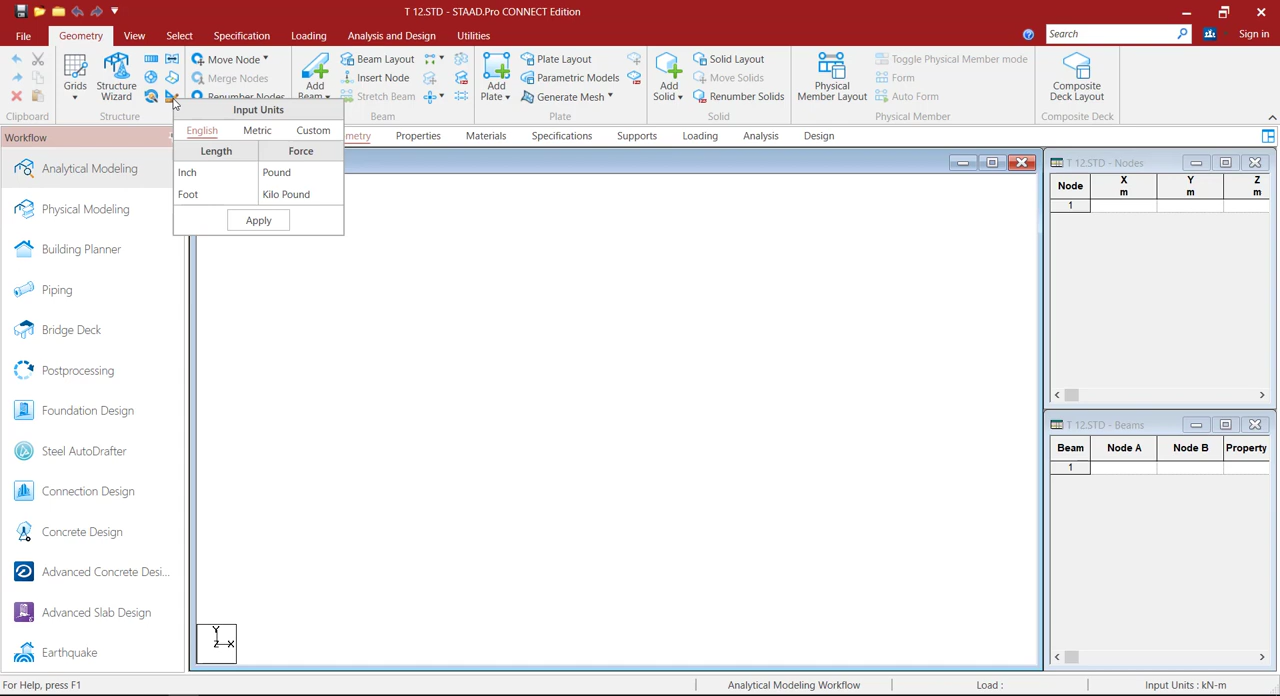 T 12.STD - STAAD.Pro CONNECT Edition
File Geometry View Select Specification Loading Analysis and Design Utilities Search Sign in
Grids
Structure Wizard
Structure
Clipboard
Move Node
Merge Nodes
Renumber Nodes
Add Beam
Beam Layout
Insert Node
Stretch Beam
Beam
Add Plate
Plate Layout
Parametric Models
Generate Mesh
Plate
Add Solid
Solid Layout
Move Solids
Renumber Solids
Solid
Physical Member Layout
Toggle Physical Member mode
Form
Auto Form
Physical Member
Composite Deck Layout
Composite Deck
Input Units
English Metric Custom
Length Force
Inch Pound
Foot Kilo Pound
Apply
Properties Materials Specifications Supports Loading Analysis Design
Workflow
Analytical Modeling
Physical Modeling
Building Planner
Piping
Bridge Deck
Postprocessing
Foundation Design
Steel AutoDrafter
Connection Design
Concrete Design
Advanced Concrete Desi...
Advanced Slab Design
Earthquake
Y
Z X
T 12.STD - Nodes
Node X m Y m Z m
1
T 12.STD - Beams
Beam Node A Node B Property
1
For Help, press F1
Analytical Modeling Workflow
Load :
Input Units : kN-m